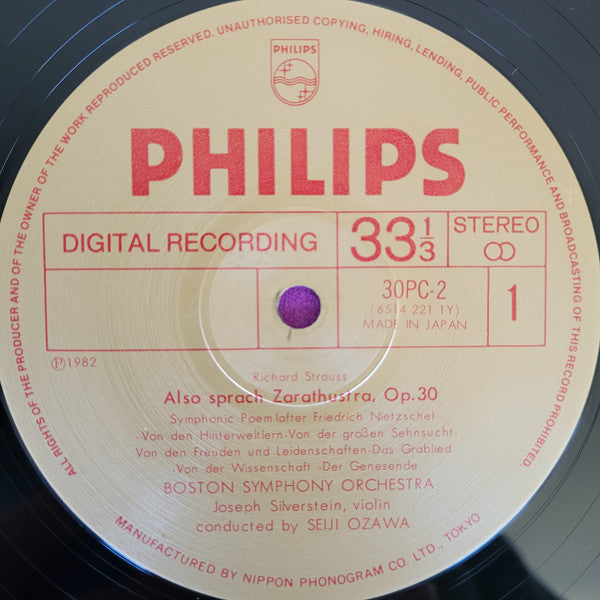 ALL RIGHTS OF THE PRODUCER AND OF THE OWNER OF THE WORK REPRODUCED RESERVED. UNAUTHORISED COPYING, HIRING, LENDING, PUBLIC PERFORMANCE AND BROADCASTING OF THIS RECORD PROHIBITED
PHILIPS
PHILIPS
DIGITAL RECORDING
33 1/3
STEREO
30PC-2
(6514 221 1Y)
MADE IN JAPAN
1
Ⓟ1982
Richard Strauss
Also sprach Zarathustra, Op.30
Symphonic Poem(after Friedrich Nietzsche)
-Von den Hinterweltlern-Von der großen Sehnsucht-
Von den Freuden und Leidenschaften-Das Grablied
-Von der Wissenschaft -Der Genesende
BOSTON SYMPHONY ORCHESTRA
Joseph Silverstein, violin
conducted by SEIJI OZAWA
MANUFACTURED BY NIPPON PHONOGRAM CO. LTD., TOKYO